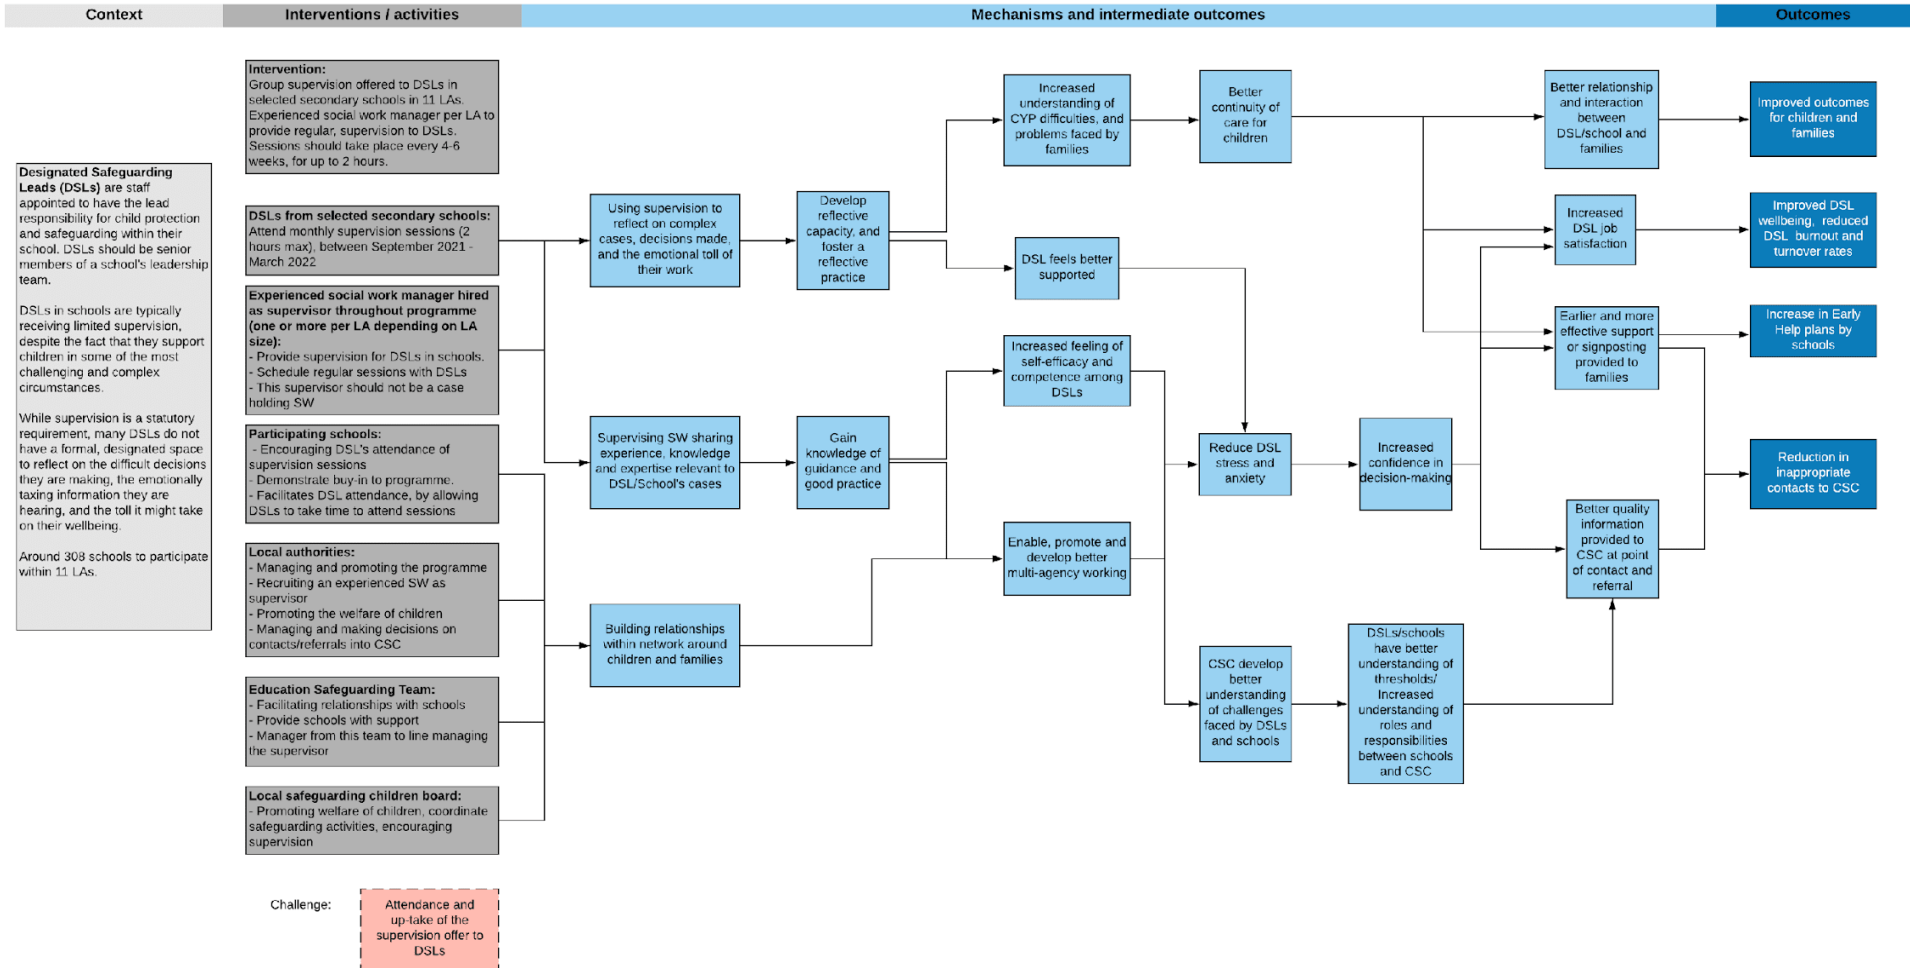 Context
Interventions / activities
Mechanisms and intermediate outcomes
Outcomes
Designated Safeguarding
Leads (DSLs) are staff
appointed to have the lead
responsibility for child protection
and safeguarding within their
school. DSLs should be senior
members of a school's leadership
team.
DSLs in schools are typically
receiving limited supervision,
despite the fact that they support
children in some of the most
challenging and complex
circumstances.
While supervision is a statutory
requirement, many DSLs do not
have a formal, designated space
to reflect on the difficult decisions
they are making, the emotionally
taxing information they are
hearing, and the toll it might take
on their wellbeing.
Around 308 schools to participate
within 11 LAs.
Intervention:
Group supervision offered to DSLs in
selected secondary schools in 11 LAs.
Experienced social work manager per LA to
provide regular, supervision to DSLs.
Sessions should take place every 4-6
weeks, for up to 2 hours.
DSLs from selected secondary schools:
Attend monthly supervision sessions (2
hours max), between September 2021 -
March 2022
Experienced social work manager hired
as supervisor throughout programme
(one or more per LA depending on LA
size):
- Provide supervision for DSLs in schools.
- Schedule regular sessions with DSLs
- This supervisor should not be a case
holding SW
Participating schools:
- Encouraging DSL's attendance of
supervision sessions
- Demonstrate buy-in to programme.
- Facilitates DSL attendance, by allowing
DSLs to take time to attend sessions
Local authorities:
- Managing and promoting the programme
- Recruiting an experienced SW as
supervisor
- Promoting the welfare of children
- Managing and making decisions on
contacts/referrals into CSC
Education Safeguarding Team:
- Facilitating relationships with schools
- Provide schools with support
- Manager from this team to line managing
the supervisor
Local safeguarding children board:
- Promoting welfare of children, coordinate
safeguarding activities, encouraging
supervision
Challenge:
Attendance and
up-take of the
supervision offer to
DSLs
Using supervision to
reflect on complex
cases, decisions made,
and the emotional toll of
their work
Supervising SW sharing
experience, knowledge
and expertise relevant to
DSL/School's cases
Building relationships
within network around
children and families
Develop
reflective
capacity, and
foster a
reflective
practice
Gain
knowledge of
guidance and
good practice
Increased
understanding of
CYP difficulties, and
problems faced by
families
DSL feels better
supported
Increased feeling of
self-efficacy and
competence among
DSLs
Enable, promote and
develop better
multi-agency working
Better
continuity of
care for
children
Reduce DSL
stress and
anxiety
CSC develop
better
understanding
of challenges
faced by DSLs
and schools
Increased
confidence in
decision-making
DSLs/schools
have better
understanding of
thresholds/
Increased
understanding of
roles and
responsibilities
between schools
and CSC
Better relationship
and interaction
between
DSL/school and
families
Increased
DSL job
satisfaction
Earlier and more
effective support
or signposting
provided to
families
Better quality
information
provided to
CSC at point
of contact and
referral
Improved outcomes
for children and
families
Improved DSL
wellbeing, reduced
DSL burnout and
turnover rates
Increase in Early
Help plans by
schools
Reduction in
inappropriate
contacts to CSC